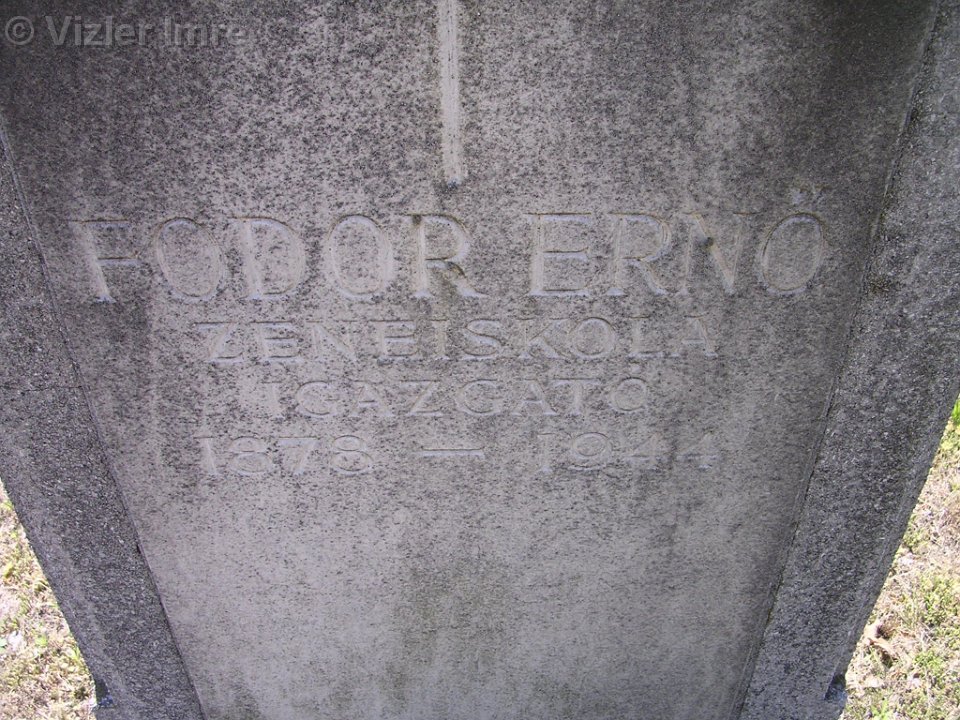 © Vizler Imre
FODOR ERNŐ
ZENEISKOLA
IGAZGATÓ
1878 — 1944